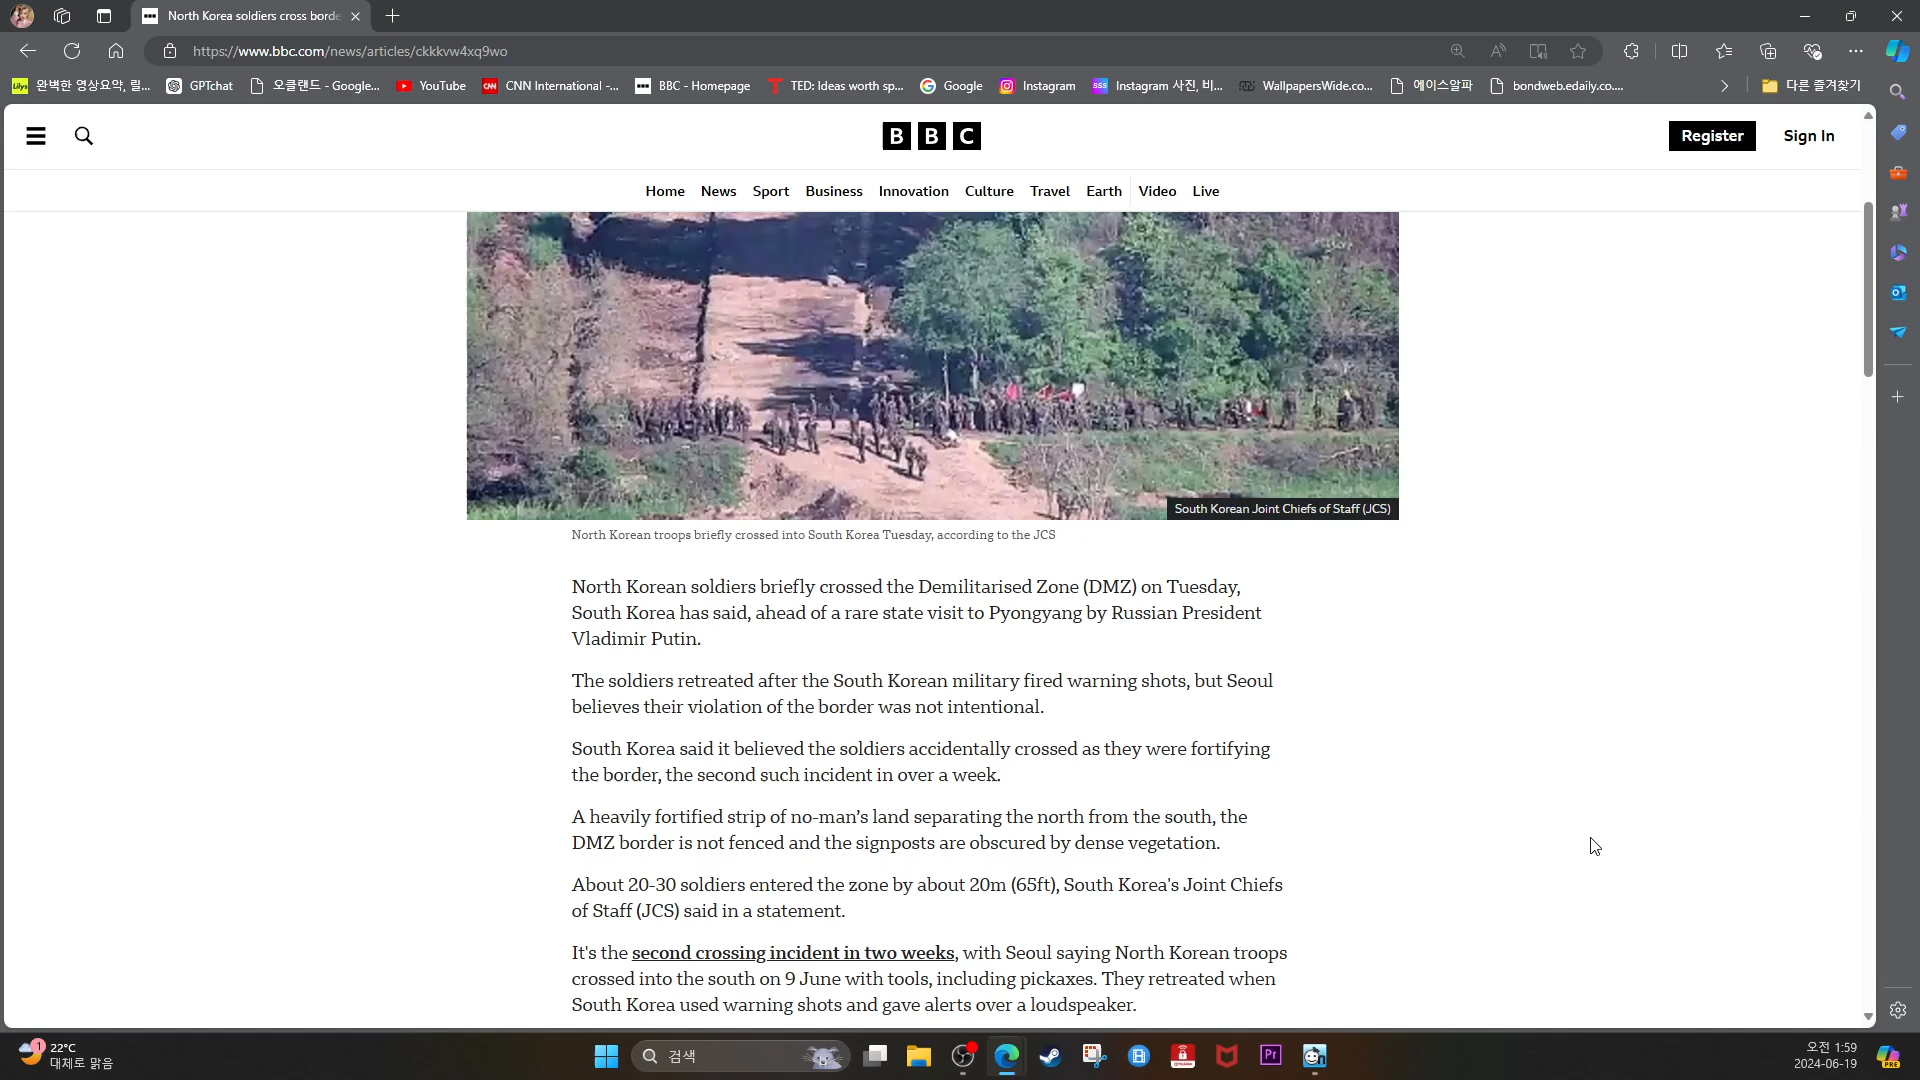 North Korea soldiers cross borde
https://www.bbc.com/news/articles/ckkkvw4xq9wo
Lilys 완벽한 영상요약, 릴... GPTchat 오클랜드 - Google... YouTube CNN International -... BBC - Homepage TED: Ideas worth sp... Google Instagram SSS Instagram 사진, 비... WallpapersWide.co... 에이스알파 bondweb.edaily.co.... 다른 즐겨찾기
BBC
Register Sign In
Home News Sport Business Innovation Culture Travel Earth Video Live
South Korean Joint Chiefs of Staff (JCS)
North Korean troops briefly crossed into South Korea Tuesday, according to the JCS
North Korean soldiers briefly crossed the Demilitarised Zone (DMZ) on Tuesday,
South Korea has said, ahead of a rare state visit to Pyongyang by Russian President
Vladimir Putin.
The soldiers retreated after the South Korean military fired warning shots, but Seoul
believes their violation of the border was not intentional.
South Korea said it believed the soldiers accidentally crossed as they were fortifying
the border, the second such incident in over a week.
A heavily fortified strip of no-man’s land separating the north from the south, the
DMZ border is not fenced and the signposts are obscured by dense vegetation.
About 20-30 soldiers entered the zone by about 20m (65ft), South Korea's Joint Chiefs
of Staff (JCS) said in a statement.
It's the second crossing incident in two weeks, with Seoul saying North Korean troops
crossed into the south on 9 June with tools, including pickaxes. They retreated when
South Korea used warning shots and gave alerts over a loudspeaker.
1 22°C
대체로 맑음
검색
Pr
오전 1:59
2024-06-19
PRE